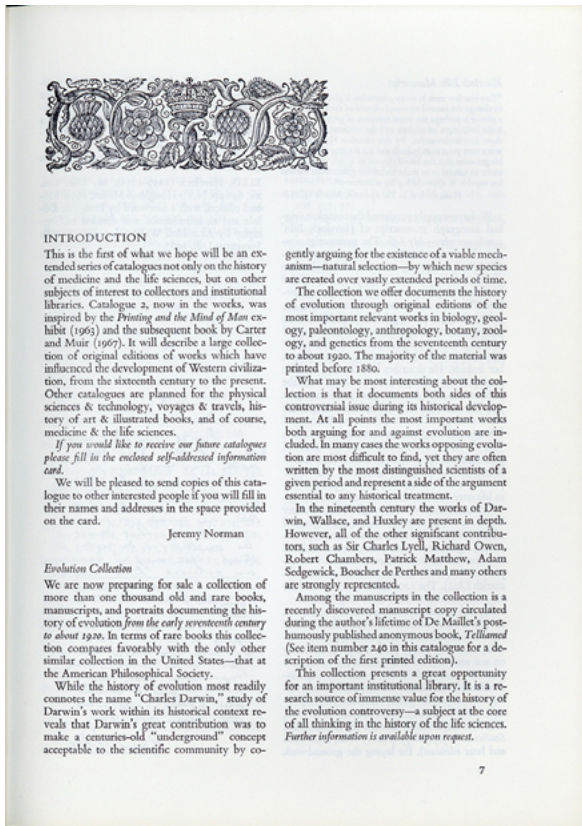 INTRODUCTION
This is the first of what we hope will be an ex-
tended series of catalogues not only on the history
of medicine and the life sciences, but on other
subjects of interest to collectors and institutional
libraries. Catalogue 2, now in the works, was
inspired by the Printing and the Mind of Man ex-
hibit (1963) and the subsequent book by Carter
and Muir (1967). It will describe a large collec-
tion of original editions of works which have
influenced the development of Western civiliza-
tion, from the sixteenth century to the present.
Other catalogues are planned for the physical
sciences & technology, voyages & travels, his-
tory of art & illustrated books, and of course,
medicine & the life sciences.
If you would like to receive our future catalogues
please fill in the enclosed self-addressed information
card.
We will be pleased to send copies of this cata-
logue to other interested people if you will fill in
their names and addresses in the space provided
on the card.
Jeremy Norman
Evolution Collection
We are now preparing for sale a collection of
more than one thousand old and rare books,
manuscripts, and portraits documenting the his-
tory of evolution from the early seventeenth century
to about 1920. In terms of rare books this collec-
tion compares favorably with the only other
similar collection in the United States—that at
the American Philosophical Society.
While the history of evolution most readily
connotes the name "Charles Darwin," study of
Darwin's work within its historical context re-
veals that Darwin's great contribution was to
make a centuries-old "underground" concept
acceptable to the scientific community by co-
gently arguing for the existence of a viable mech-
anism—natural selection—by which new species
are created over vastly extended periods of time.
The collection we offer documents the history
of evolution through original editions of the
most important relevant works in biology, geol-
ogy, paleontology, anthropology, botany, zool-
ogy, and genetics from the seventeenth century
to about 1920. The majority of the material was
printed before 1880.
What may be most interesting about the col-
lection is that it documents both sides of this
controversial issue during its historical develop-
ment. At all points the most important works
both arguing for and against evolution are in-
cluded. In many cases the works opposing evolu-
tion are most difficult to find, yet they are often
written by the most distinguished scientists of a
given period and represent a side of the argument
essential to any historical treatment.
In the nineteenth century the works of Dar-
win, Wallace, and Huxley are present in depth.
However, all of the other significant contribu-
tors, such as Sir Charles Lyell, Richard Owen,
Robert Chambers, Patrick Matthew, Adam
Sedgewick, Boucher de Perthes and many others
are strongly represented.
Among the manuscripts in the collection is a
recently discovered manuscript copy circulated
during the author's lifetime of De Maillet's post-
humously published anonymous book, Telliamed
(See item number 240 in this catalogue for a de-
scription of the first printed edition).
This collection presents a great opportunity
for an important institutional library. It is a re-
search source of immense value for the history of
the evolution controversy—a subject at the core
of all thinking in the history of the life sciences.
Further information is available upon request.
7